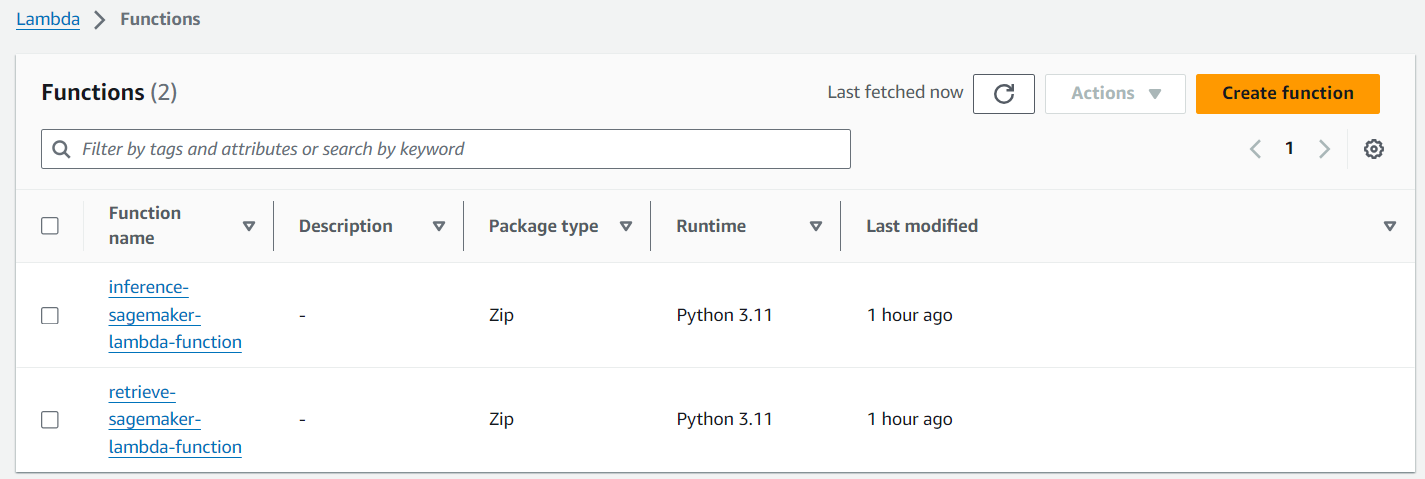 Lambda > Functions
Functions (2)
Last fetched now
Actions
Create function
Filter by tags and attributes or search by keyword
1
Function
name
Description
Package type
Runtime
Last modified
inference-
sagemaker-
lambda-function
-
Zip
Python 3.11
1 hour ago
retrieve-
sagemaker-
lambda-function
-
Zip
Python 3.11
1 hour ago